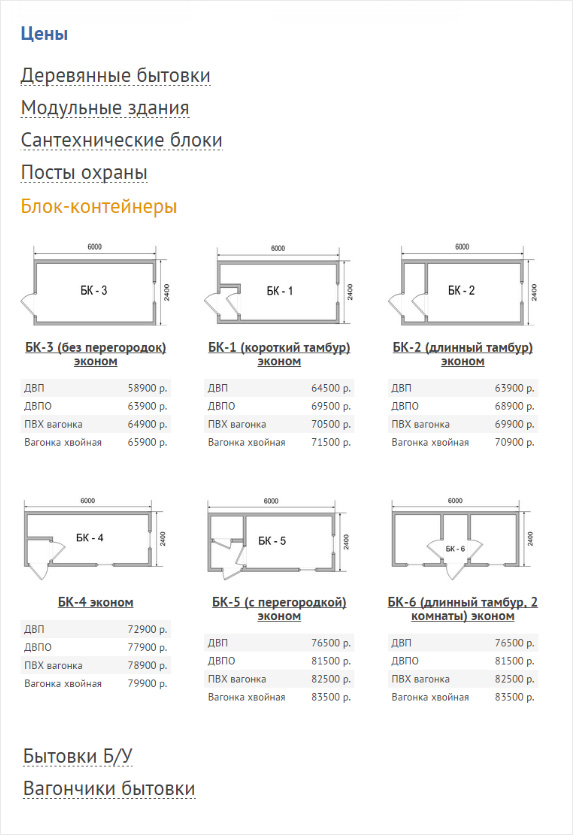 Цены
Деревянные бытовки
Модульные здания
Сантехнические блоки
Посты охраны
Блок-контейнеры
6000
2400
БК - 3
БК-3 (без перегородок)
эконом
ДВП 58900 р.
ДВПО 63900 р.
ПВХ вагонка 64900 р.
Вагонка хвойная 65900 р.
6000
2400
БК - 1
БК-1 (короткий тамбур)
эконом
ДВП 64500 р.
ДВПО 69500 р.
ПВХ вагонка 70500 р.
Вагонка хвойная 71500 р.
6000
2400
БК - 2
БК-2 (длинный тамбур)
эконом
ДВП 63900 р.
ДВПО 68900 р.
ПВХ вагонка 69900 р.
Вагонка хвойная 70900 р.
6000
2400
БК - 4
БК-4 эконом
ДВП 72900 р.
ДВПО 77900 р.
ПВХ вагонка 78900 р.
Вагонка хвойная 79900 р.
6000
2400
БК - 5
БК-5 (с перегородкой)
эконом
ДВП 76500 р.
ДВПО 81500 р.
ПВХ вагонка 82500 р.
Вагонка хвойная 83500 р.
6000
2400
БК - 6
БК-6 (длинный тамбур, 2
комнаты) эконом
ДВП 76500 р.
ДВПО 81500 р.
ПВХ вагонка 82500 р.
Вагонка хвойная 83500 р.
Бытовки Б/У
Вагончики бытовки